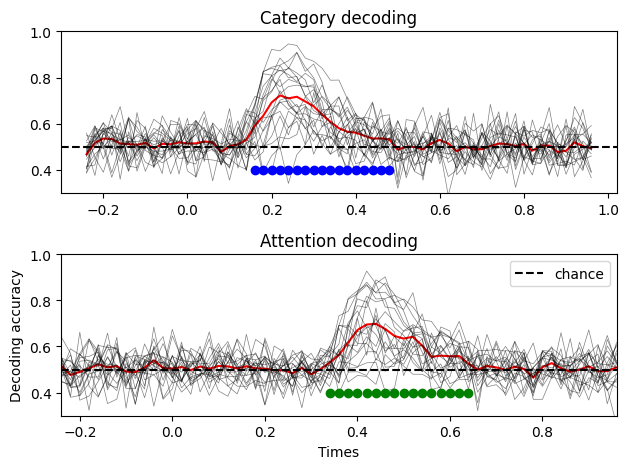 Category decoding
1.0
0.8
0.6
0.4
−0.2 0.0 0.2 0.4 0.6 0.8 1.0
Attention decoding
Decoding accuracy
1.0
0.8
0.6
0.4
chance
−0.2 0.0 0.2 0.4 0.6 0.8
Times